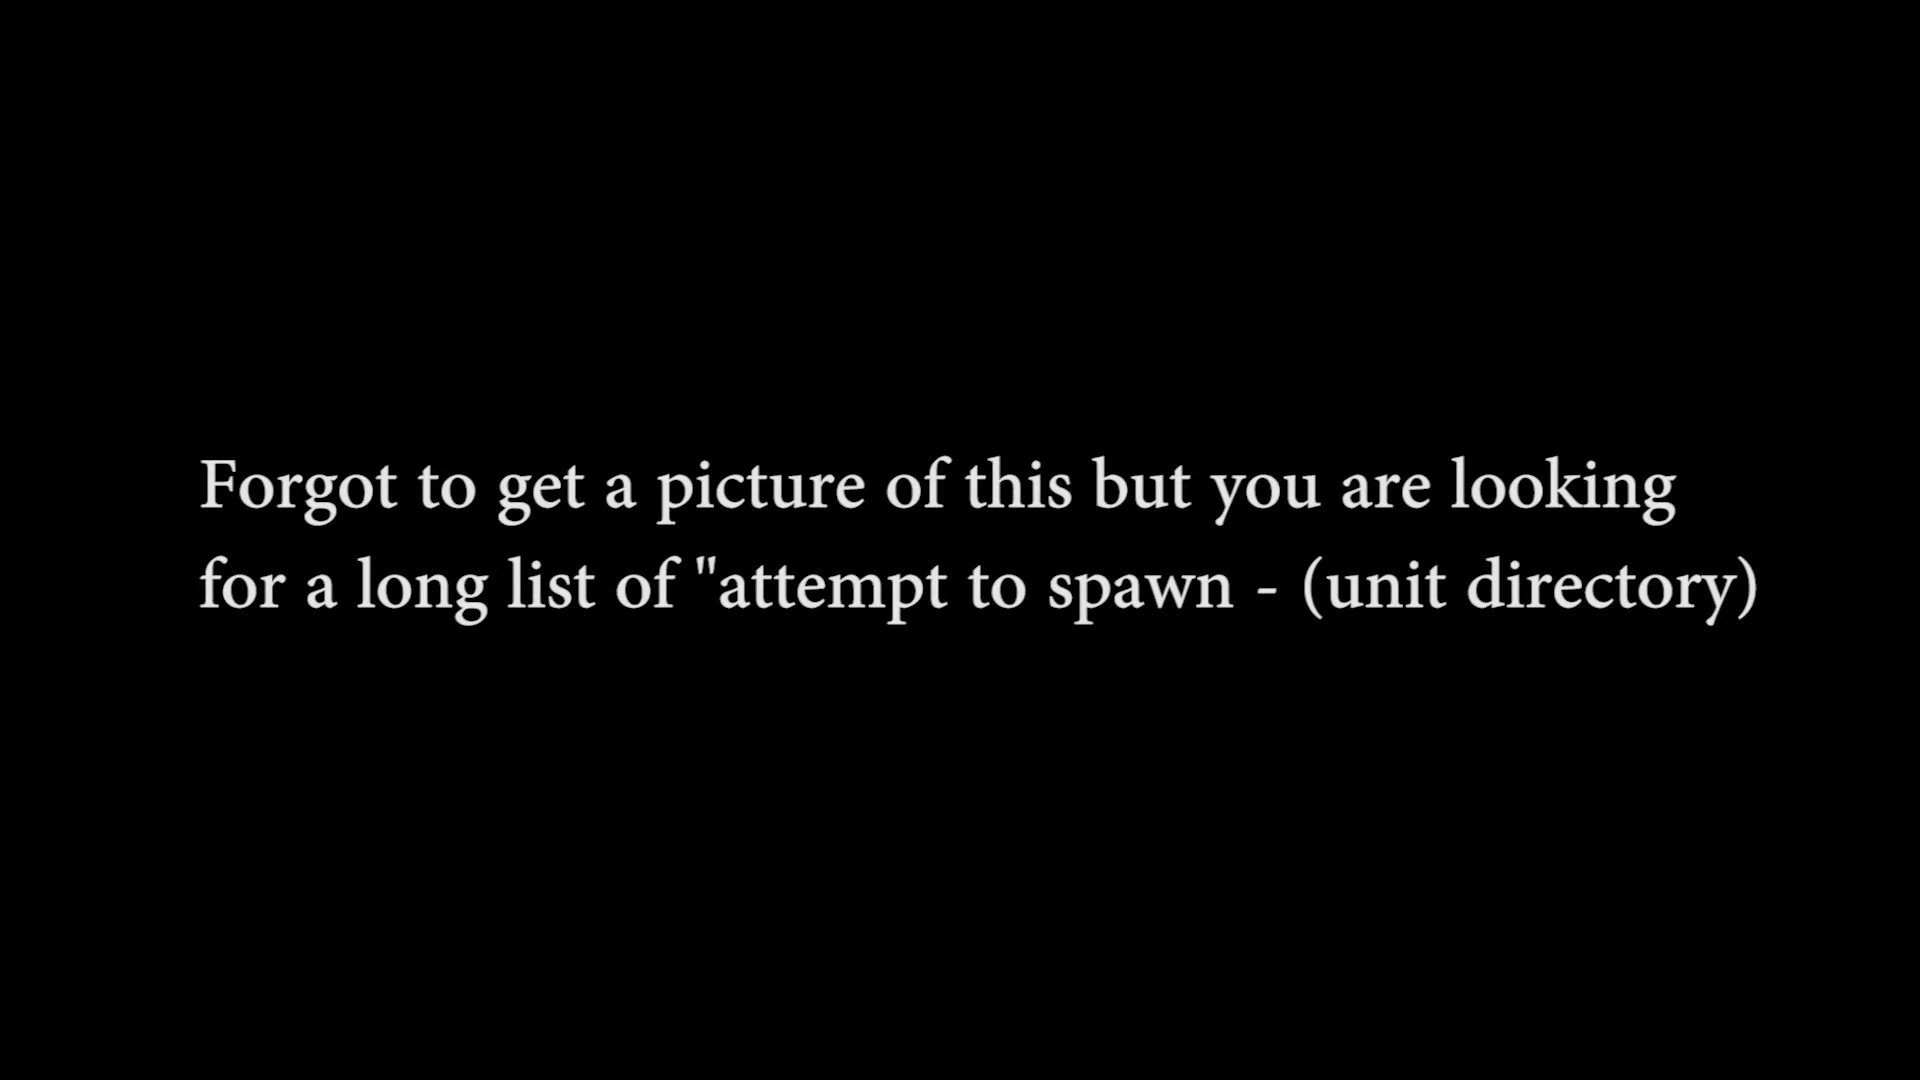 Forgot to get a picture of this but you are looking
for a long list of "attempt to spawn - (unit directory)